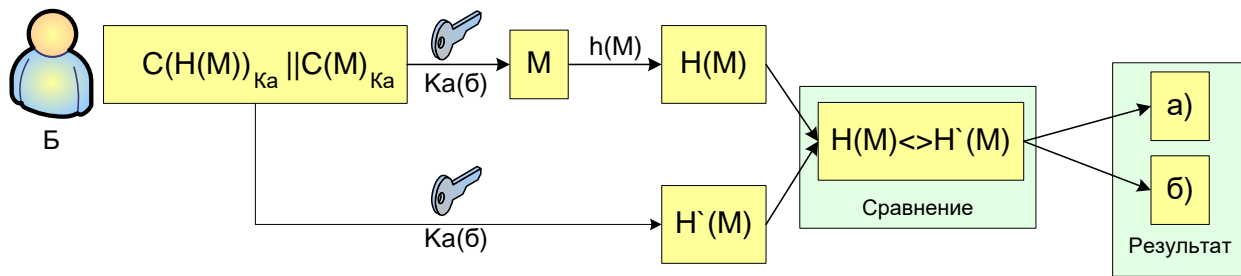 Б
C(H(M))Ka ||C(M)Ka
Ka(б)
M
h(M)
H(M)
Ka(б)
H`(M)
H(M)<>H`(M)
Сравнение
а)
б)
Результат